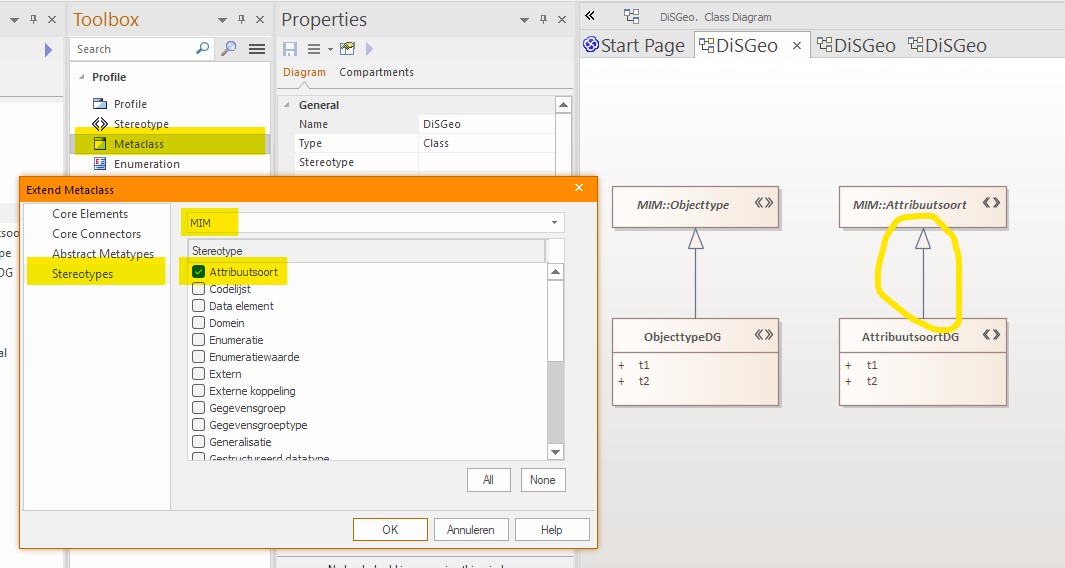 Toolbox
Properties
DiSGeo. Class Diagram
Search
Start Page
DiSGeo
DiSGeo
DiSGeo
Diagram Compartments
Profile
Profile
Stereotype
Metaclass
Enumeration
General
Name DiSGeo
Type Class
Stereotype
Extend Metaclass
Core Elements
Core Connectors
Abstract Metatypes
Stereotypes
MIM
Stereotype
Attribuutsoort
Codelijst
Data element
Domein
Enumeratie
Enumeratiewaarde
Extern
Externe koppeling
Gegevensgroep
Gegevensgroeptype
Generalisatie
Gestructureerd datatype
All None
OK Annuleren Help
MIM::Objecttype
MIM::Attribuutsoort
ObjecttypeDG
+ t1
+ t2
AttribuutsoortDG
+ t1
+ t2